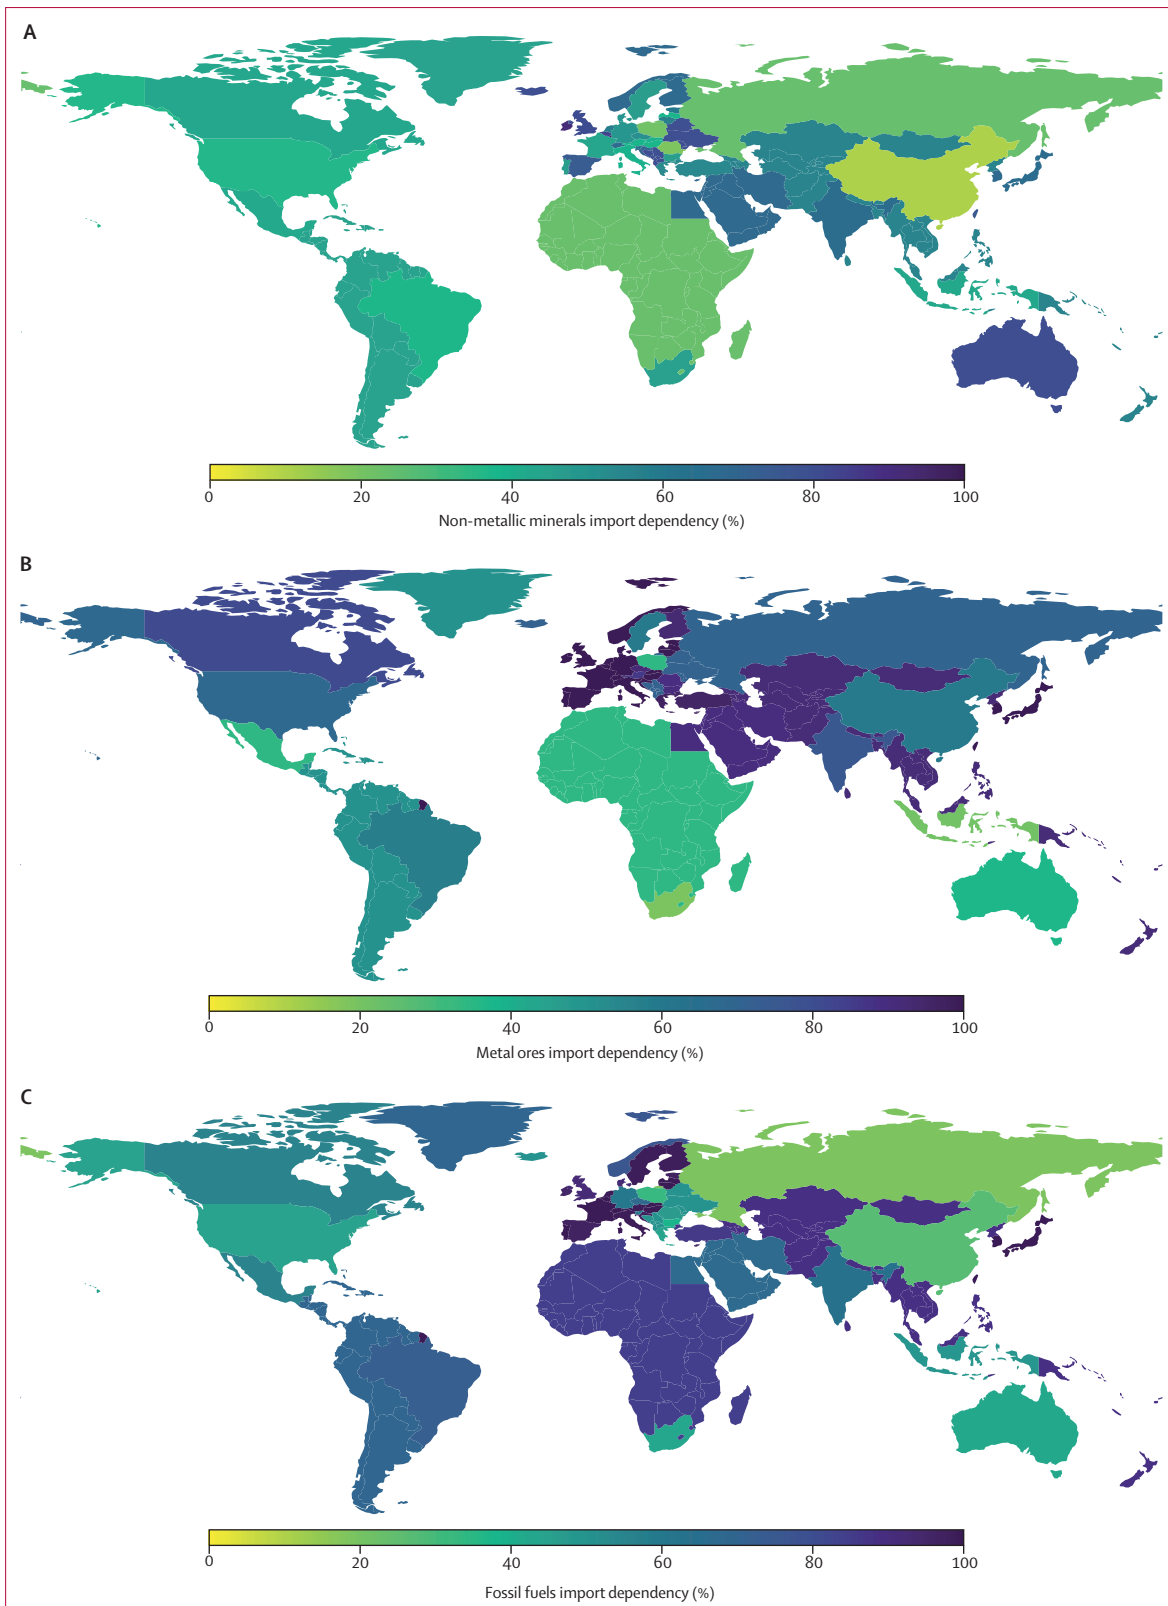 A
0 20 40 60 80 100
Non-metallic minerals import dependency (%)
B
0 20 40 60 80 100
Metal ores import dependency (%)
C
0 20 40 60 80 100
Fossil fuels import dependency (%)